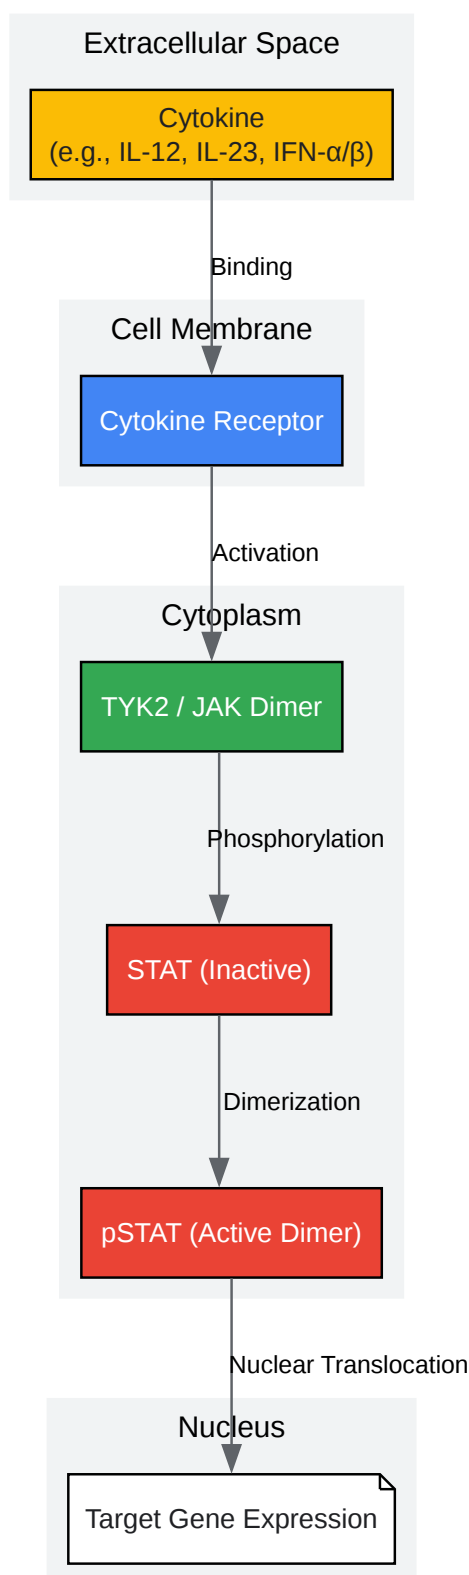 Extracellular Space
Cytokine
(e.g., IL-12, IL-23, IFN-α/β)
Binding
Cell Membrane
Cytokine Receptor
Activation
Cytoplasm
TYK2 / JAK Dimer
Phosphorylation
STAT (Inactive)
Dimerization
pSTAT (Active Dimer)
Nuclear Translocation
Nucleus
Target Gene Expression